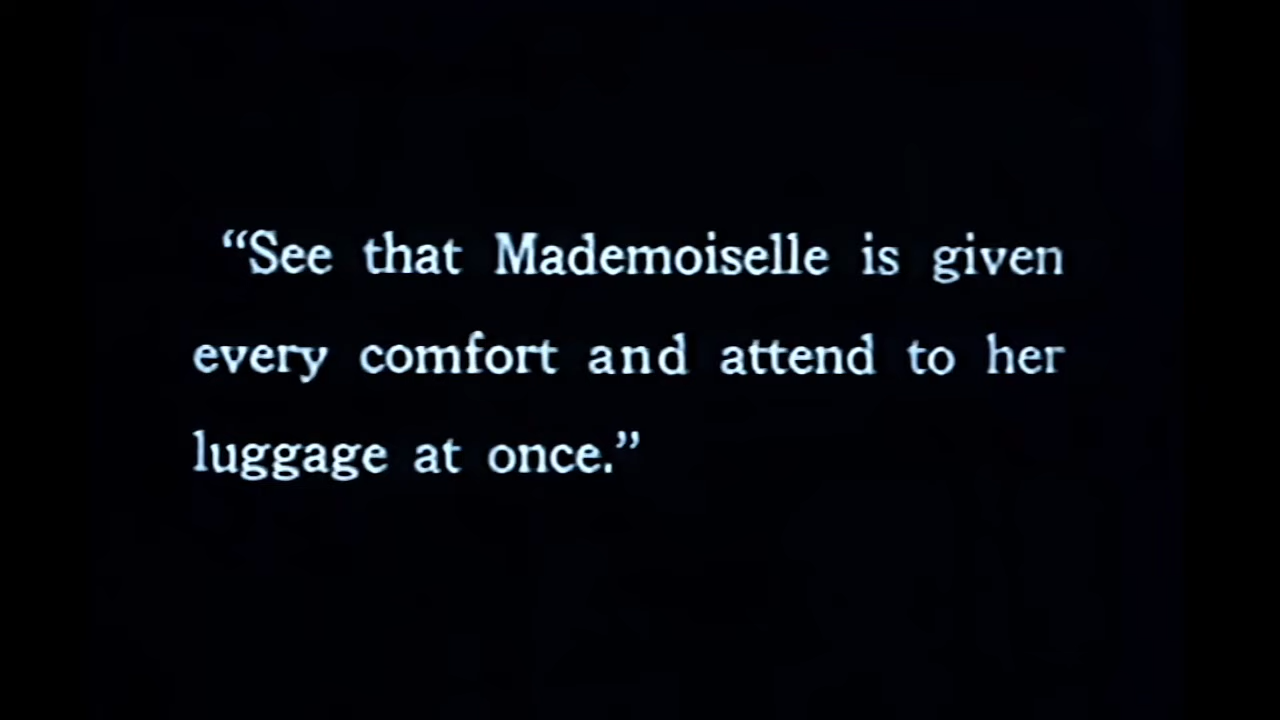 “See that Mademoiselle is given
every comfort and attend to her
luggage at once.”